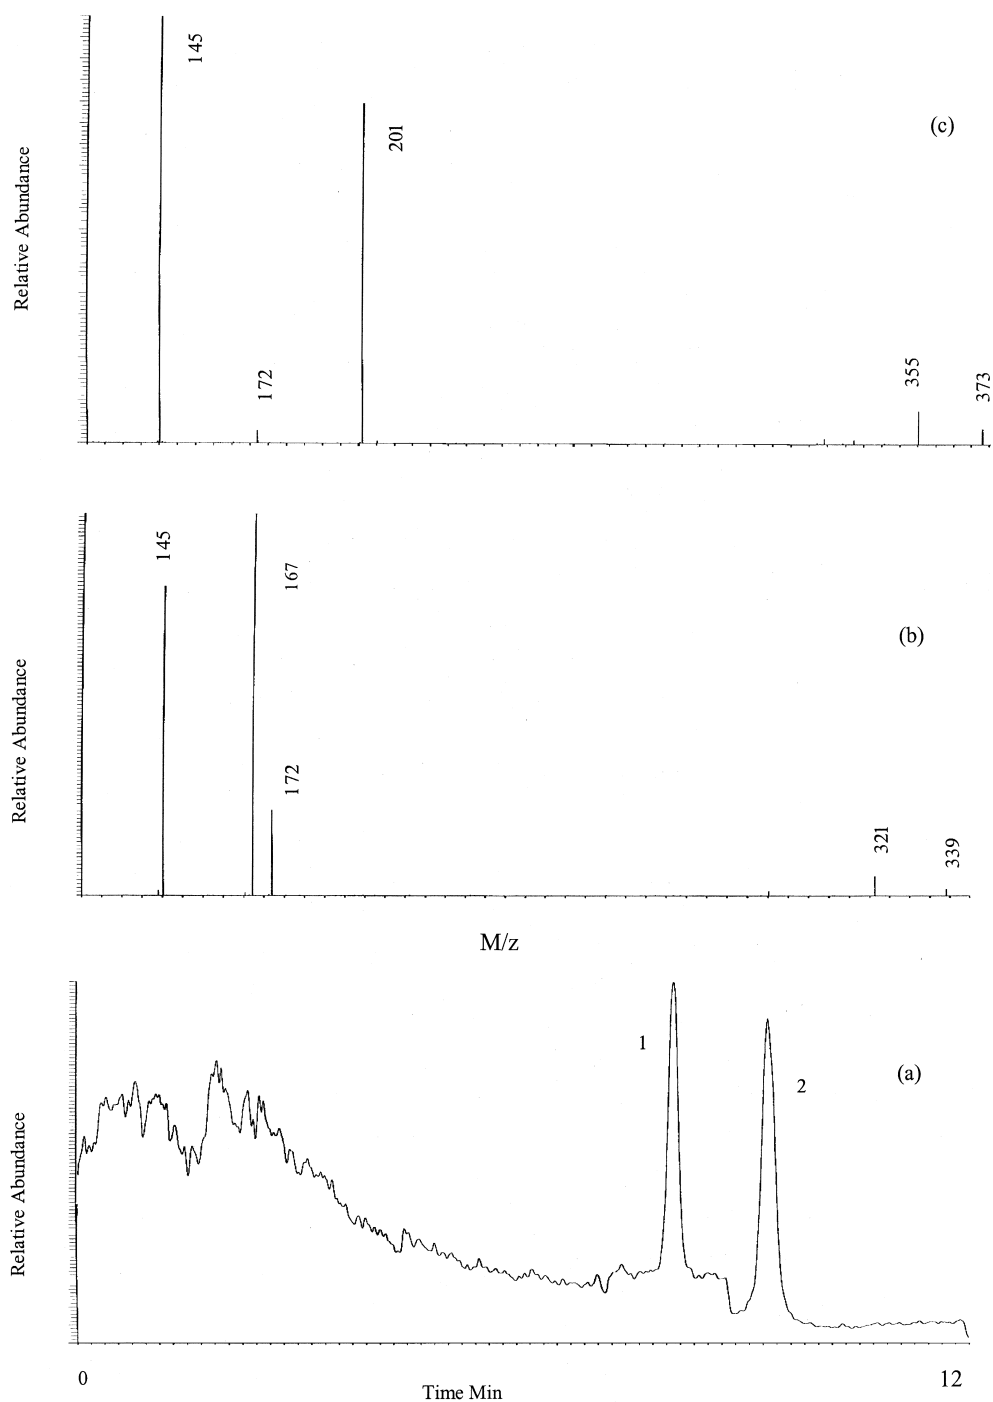 145
201
(c)
172
355
373
Relative Abundance
145
167
(b)
172
321
339
Relative Abundance
M/z
1
2
(a)
Relative Abundance
0
12
Time Min